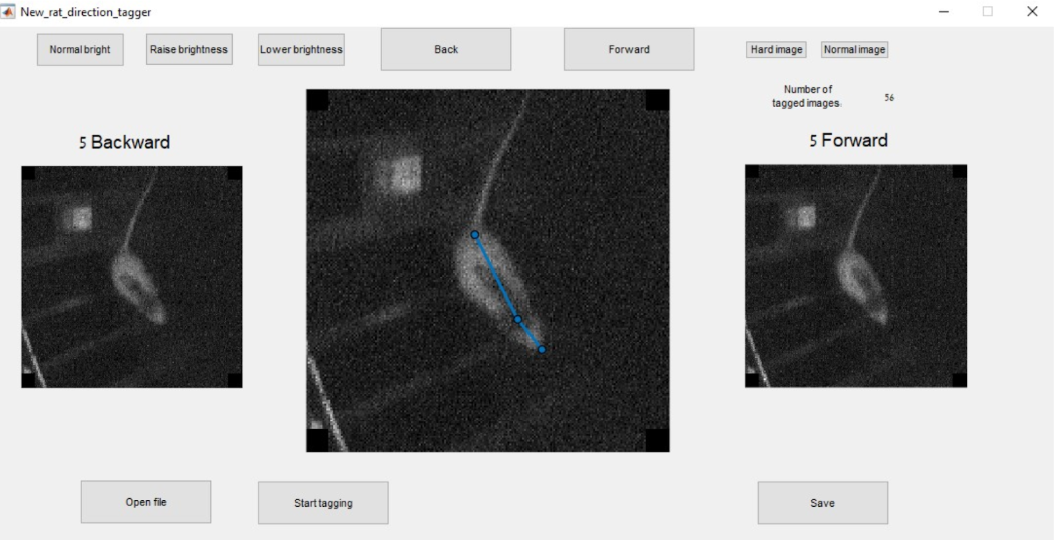 New_rat_direction_tagger
Normal bright
Raise brightness
Lower brightness
Back
Forward
Hard image
Normal image
Number of
tagged images.
56
5 Backward
5 Forward
Open file
Start tagging
Save